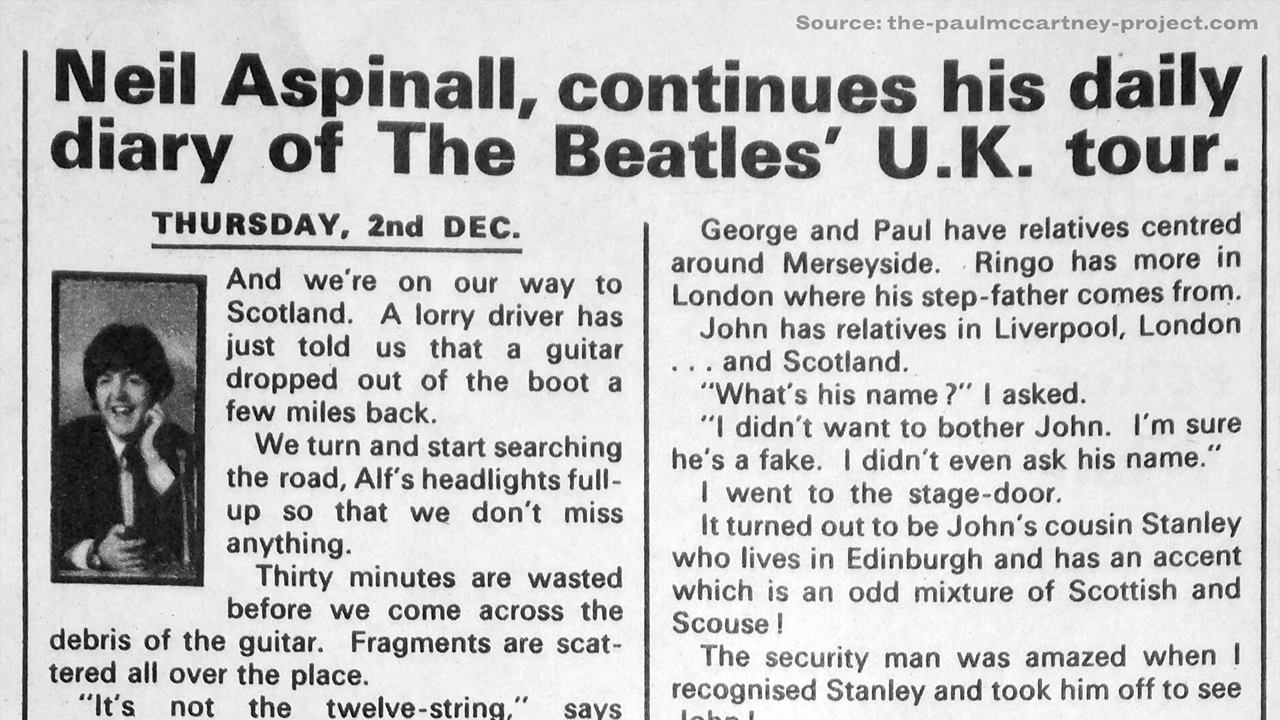 Source: the-paulmccartney-project.com
Neil Aspinall, continues his daily
diary of The Beatles' U.K. tour.
THURSDAY, 2nd DEC.
And we're on our way to
Scotland. A lorry driver has
just told us that a guitar
dropped out of the boot a
few miles back.
We turn and start searching
the road, Alf's headlights full-
up so that we don't miss
anything.
Thirty minutes are wasted
before we come across the
debris of the guitar. Fragments are scat-
tered all over the place.
"It's not the twelve-string," says
George and Paul have relatives centred
around Merseyside. Ringo has more in
London where his step-father comes from.
John has relatives in Liverpool, London
. . . and Scotland.
"What's his name?" I asked.
"I didn't want to bother John. I'm sure
he's a fake. I didn't even ask his name."
I went to the stage-door.
It turned out to be John's cousin Stanley
who lives in Edinburgh and has an accent
which is an odd mixture of Scottish and
Scouse!
The security man was amazed when I
recognised Stanley and took him off to see
John!